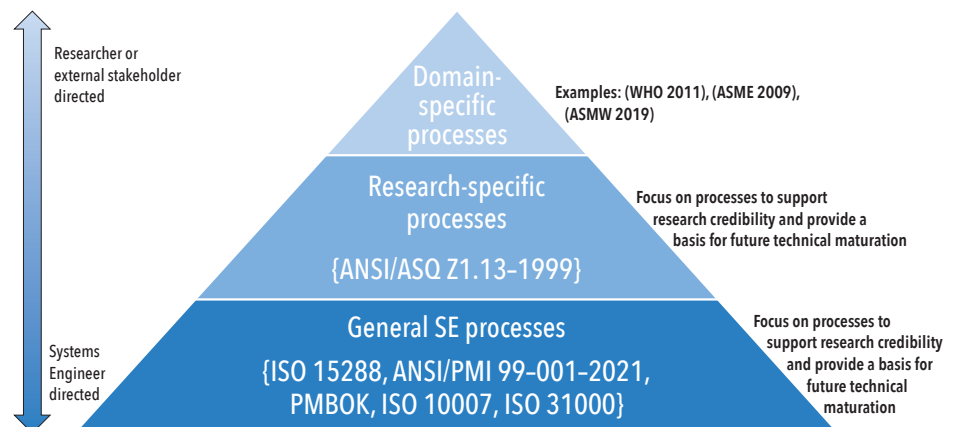 Researcher or
external stakeholder
directed
Domain-
specific
processes
Examples: (WHO 2011), (ASME 2009),
(ASMW 2019)
Research-specific
processes
{ANSI/ASQ Z1.13–1999}
Focus on processes to support
research credibility and provide a
basis for future technical maturation
Systems
Engineer
directed
General SE processes
{ISO 15288, ANSI/PMI 99–001–2021,
PMBOK, ISO 10007, ISO 31000}
Focus on processes to
support research credibility
and provide a basis for
future technical
maturation